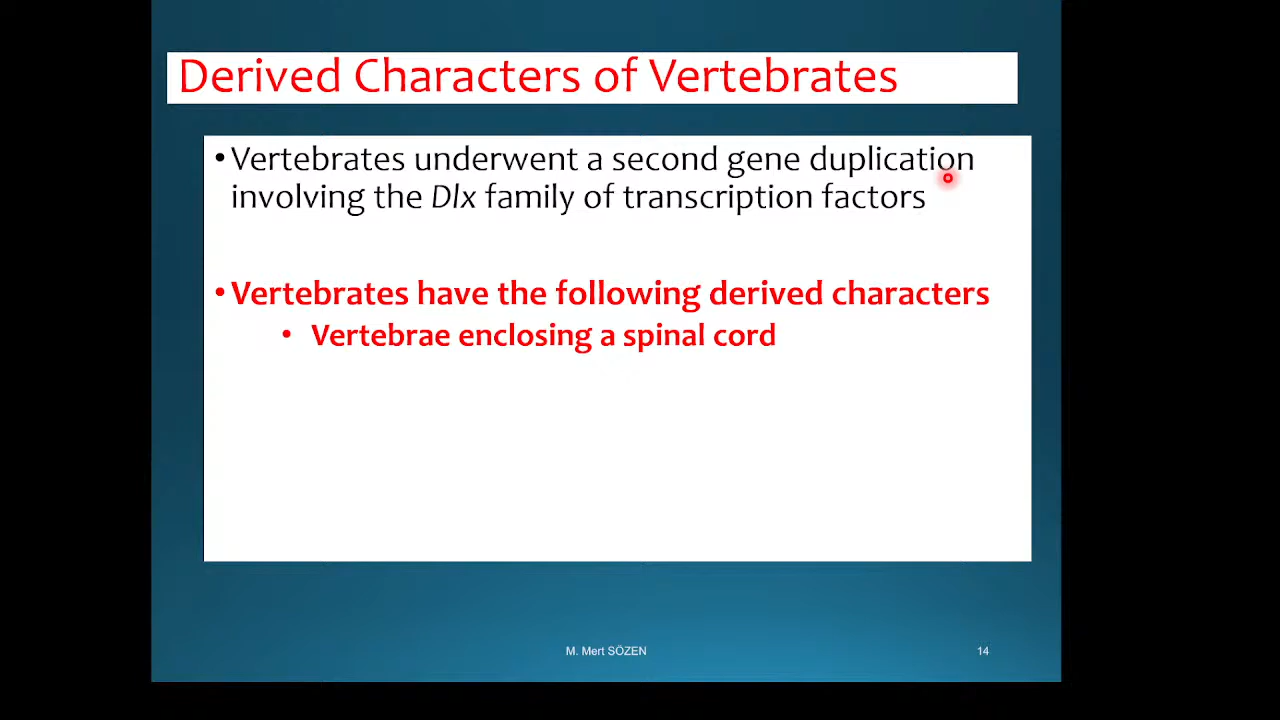 Derived Characters of Vertebrates
•Vertebrates underwent a second gene duplication
involving the Dlx family of transcription factors
•Vertebrates have the following derived characters
• Vertebrae enclosing a spinal cord
M. Mert SÖZEN
14